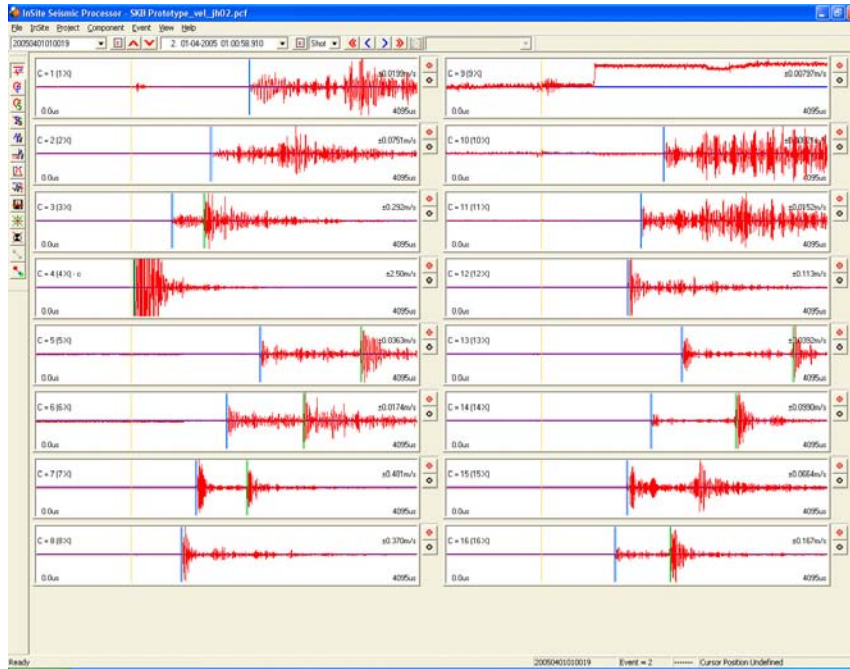 InSite Seismic Processor - SKB Prototype_vel_jh02.pcf
File InSite Project Component Event View Help
20050401010019 2. 01-04-2005 01:00:58.910 Shot
C = 1 (1X) ±0.0199m/s
0.0us 4095us
C = 9 (9X) ±0.00797m/s
0.0us 4095us
C = 2 (2X) ±0.0751m/s
0.0us 4095us
C = 10 (10X)
0.0us 4095us
C = 3 (3X) ±0.292m/s
0.0us 4095us
C = 11 (11X) ±0.0152m/s
0.0us 4095us
C = 4 (4X) - c ±2.50m/s
0.0us 4095us
C = 12 (12X) ±0.113m/s
0.0us 4095us
C = 5 (5X) ±0.0363m/s
0.0us 4095us
C = 13 (13X) ±0.0392m/s
0.0us 4095us
C = 6 (6X) ±0.0174m/s
0.0us 4095us
C = 14 (14X) ±0.0990m/s
0.0us 4095us
C = 7 (7X) ±0.481m/s
0.0us 4095us
C = 15 (15X) ±0.0664m/s
0.0us 4095us
C = 8 (8X) ±0.370m/s
0.0us 4095us
C = 16 (16X) ±0.167m/s
0.0us 4095us
Ready 20050401010019 Event = 2 Cursor Position Undefined